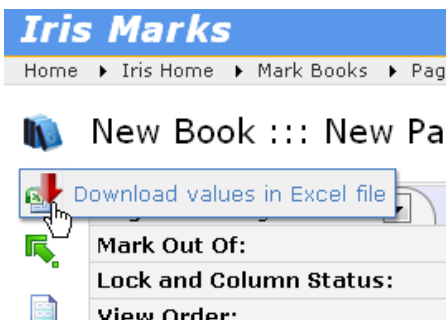 Iris Marks
Home ▸ Iris Home ▸ Mark Books ▸ Pag
New Book ::: New Pa
Download values in Excel file
Mark Out Of:
Lock and Column Status:
View Order: